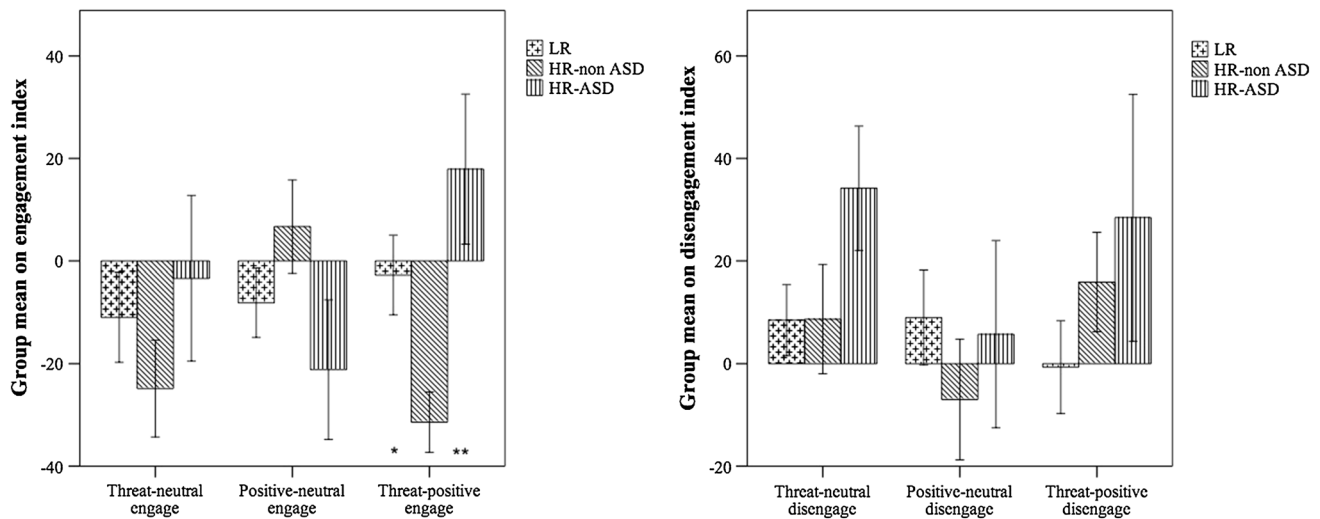 Group mean on engagement index
40
20
0
-20
-40
* **
Threat-neutral engage
Positive-neutral engage
Threat-positive engage
LR
HR-non ASD
HR-ASD
Group mean on disengagement index
60
40
20
0
-20
Threat-neutral disengage
Positive-neutral disengage
Threat-positive disengage
LR
HR-non ASD
HR-ASD